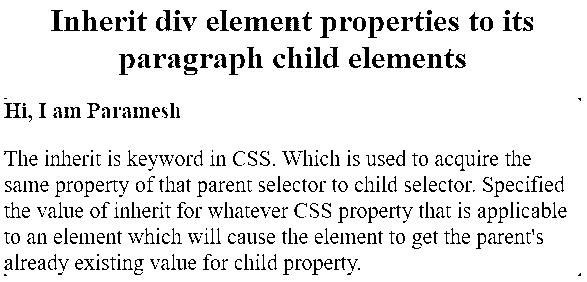 Inherit div element properties to its
paragraph child elements
Hi, I am Paramesh
The inherit is keyword in CSS. Which is used to acquire the
same property of that parent selector to child selector. Specified
the value of inherit for whatever CSS property that is applicable
to an element which will cause the element to get the parent's
already existing value for child property.